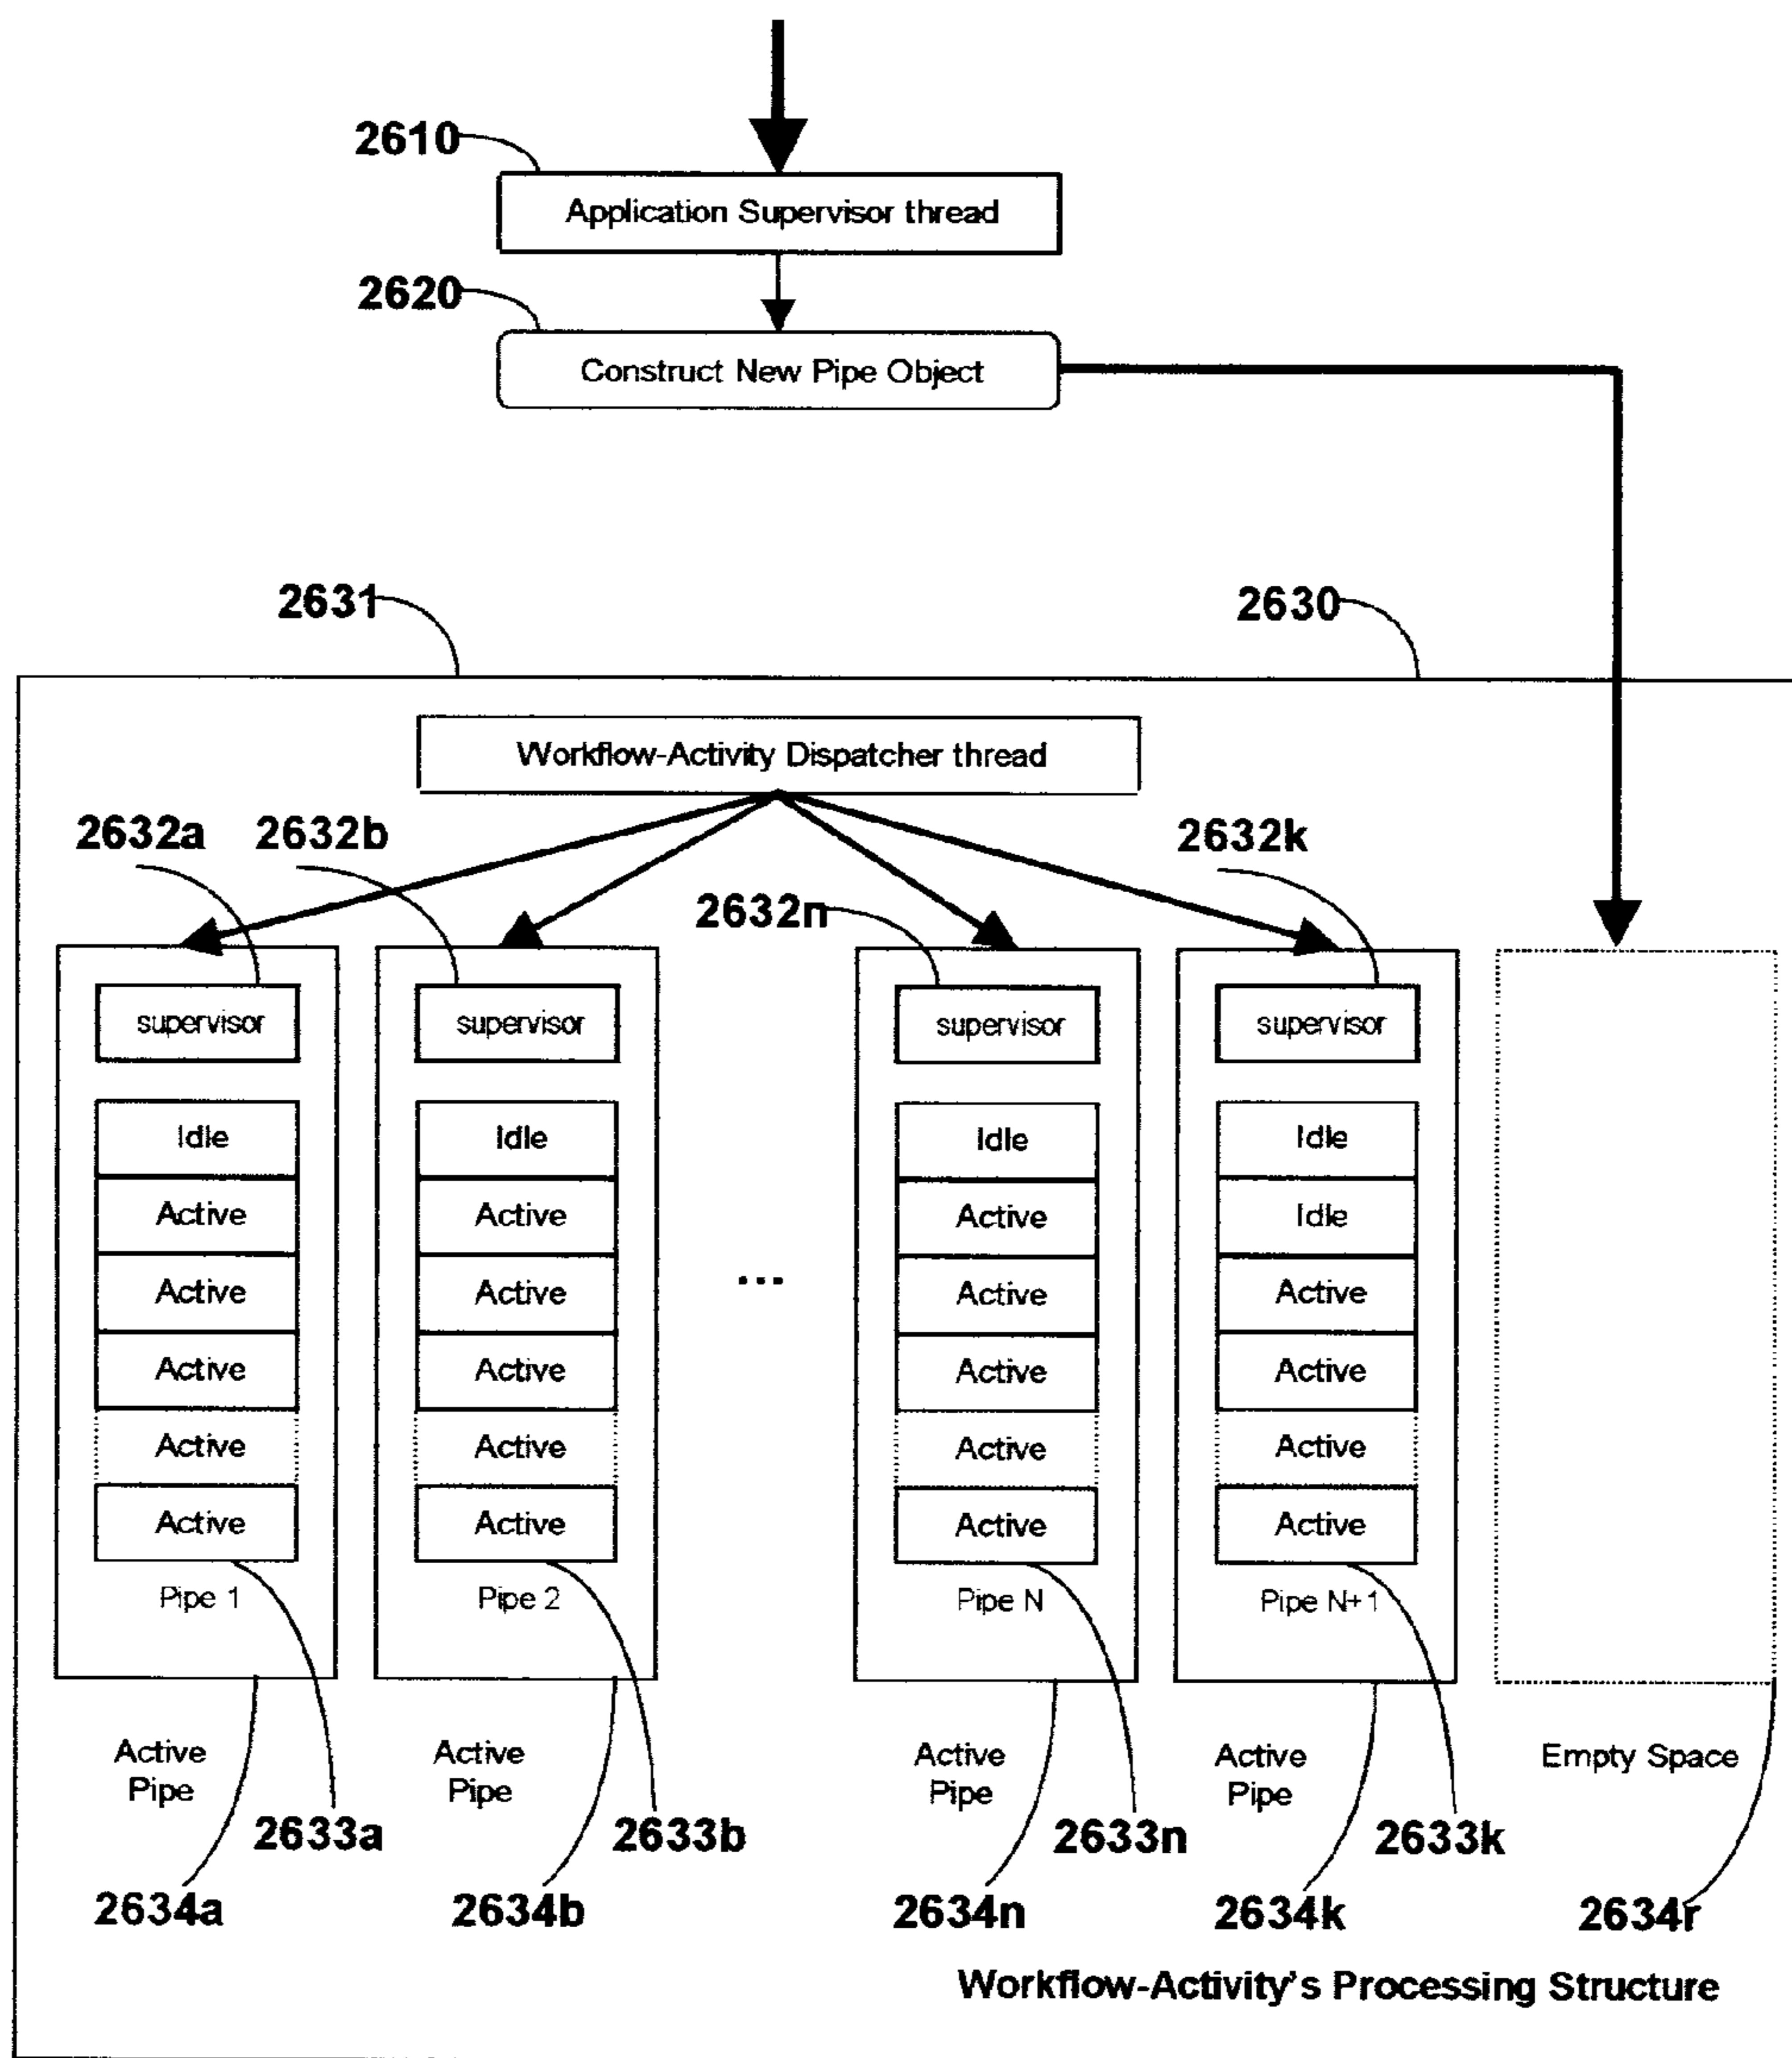 2610
Application Supervisor thread
2620
Construct New Pipe Object
2631
2630
Workflow-Activity Dispatcher thread
2632a
2632b
2632k
2632n
supervisor
supervisor
supervisor
supervisor
Idle
Idle
Idle
Idle
Active
Active
Active
Idle
Active
Active
...
Active
Active
Active
Active
Active
Active
Active
Active
Active
Active
Active
Active
Active
Active
Pipe 1
Pipe 2
Pipe N
Pipe N+1
Active
Pipe
Active
Pipe
Active
Pipe
Active
Pipe
Empty Space
2633a
2633b
2633n
2633k
2634a
2634b
2634n
2634k
2634r
Workflow-Activity's Processing Structure